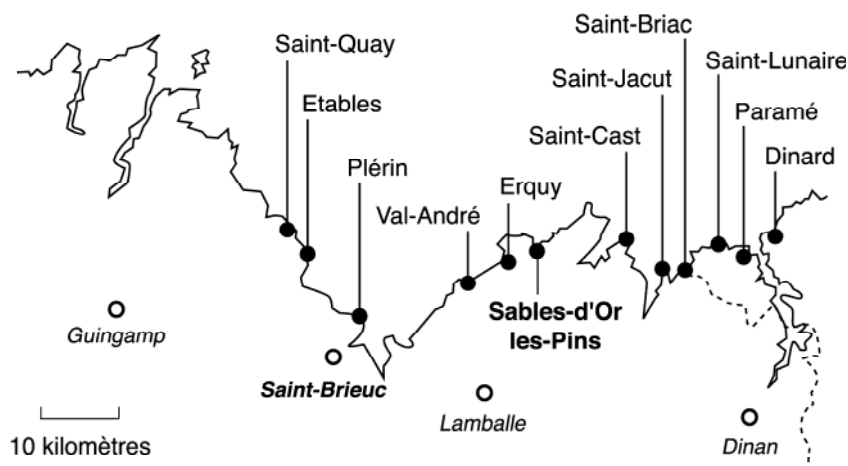 Saint-Briac
Saint-Quay
Saint-Lunaire
Saint-Jacut
Etables
Paramé
Saint-Cast
Dinard
Plérin
Erquy
Val-André
Sables-d'Or
les-Pins
Guingamp
Saint-Brieuc
Lamballe
Dinan
10 kilomètres